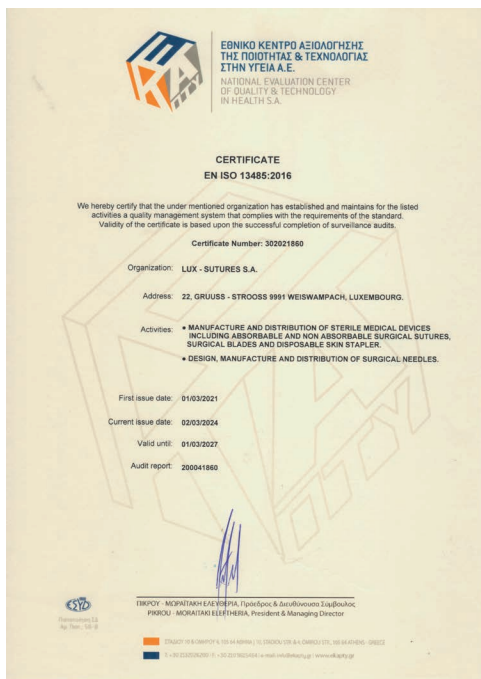 ΕΚΑ
ΠΤΥ
ΕΘΝΙΚΟ ΚΕΝΤΡΟ ΑΞΙΟΛΟΓΗΣΗΣ
ΤΗΣ ΠΟΙΟΤΗΤΑΣ & ΤΕΧΝΟΛΟΓΙΑΣ
ΣΤΗΝ ΥΓΕΙΑ Α.Ε.
NATIONAL EVALUATION CENTER
OF QUALITY & TECHNOLOGY
IN HEALTH S.A.
CERTIFICATE
EN ISO 13485:2016
We hereby certify that the under mentioned organization has established and maintains for the listed
activities a quality management system that complies with the requirements of the standard.
Validity of the certificate is based upon the successful completion of surveillance audits.
Certificate Number: 302021860
Organization: LUX - SUTURES S.A.
Address: 22, GRUUSS - STROOSS 9991 WEISWAMPACH, LUXEMBOURG.
Activities: • MANUFACTURE AND DISTRIBUTION OF STERILE MEDICAL DEVICES
INCLUDING ABSORBABLE AND NON ABSORBABLE SURGICAL SUTURES,
SURGICAL BLADES AND DISPOSABLE SKIN STAPLER.
• DESIGN, MANUFACTURE AND DISTRIBUTION OF SURGICAL NEEDLES.
First issue date: 01/03/2021
Current issue date: 02/03/2024
Valid until: 01/03/2027
Audit report: 200041860
ΠΙΚΡΟΥ - ΜΩΡΑΪΤΑΚΗ ΕΛΕΥΘΕΡΙΑ, Πρόεδρος & Διευθύνουσα Σύμβουλος
PIKROU - MORAITAKI ELEFTHERIA, President & Managing Director
ΕΣΥΔ